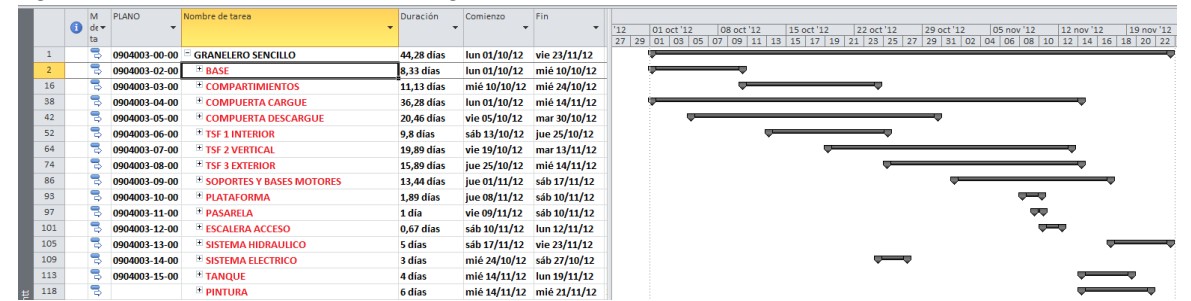 M de ta PLANO Nombre de tarea Duración Comienzo Fin
'12 01 oct '12 08 oct '12 15 oct '12 22 oct '12 29 oct '12 05 nov '12 12 nov '12 19 nov '12
27 29 01 03 05 07 09 11 13 15 17 19 21 23 25 27 29 31 02 04 06 08 10 12 14 16 18 20 22
1 0904003-00-00 GRANELERO SENCILLO 44,28 días lun 01/10/12 vie 23/11/12
2 0904003-02-00 BASE 8,33 días lun 01/10/12 mié 10/10/12
16 0904003-03-00 COMPARTIMIENTOS 11,13 días mié 10/10/12 mié 24/10/12
38 0904003-04-00 COMPUERTA CARGUE 36,28 días lun 01/10/12 mié 14/11/12
42 0904003-05-00 COMPUERTA DESCARGUE 20,46 días vie 05/10/12 mar 30/10/12
52 0904003-06-00 TSF 1 INTERIOR 9,8 días sáb 13/10/12 jue 25/10/12
64 0904003-07-00 TSF 2 VERTICAL 19,89 días vie 19/10/12 mar 13/11/12
74 0904003-08-00 TSF 3 EXTERIOR 15,89 días jue 25/10/12 mié 14/11/12
86 0904003-09-00 SOPORTES Y BASES MOTORES 13,44 días jue 01/11/12 sáb 17/11/12
93 0904003-10-00 PLATAFORMA 1,89 días jue 08/11/12 sáb 10/11/12
97 0904003-11-00 PASARELA 1 día vie 09/11/12 sáb 10/11/12
101 0904003-12-00 ESCALERA ACCESO 0,67 días sáb 10/11/12 lun 12/11/12
105 0904003-13-00 SISTEMA HIDRAULICO 5 días sáb 17/11/12 vie 23/11/12
109 0904003-14-00 SISTEMA ELECTRICO 3 días mié 24/10/12 sáb 27/10/12
113 0904003-15-00 TANQUE 4 días mié 14/11/12 lun 19/11/12
118 PINTURA 6 días mié 14/11/12 mié 21/11/12